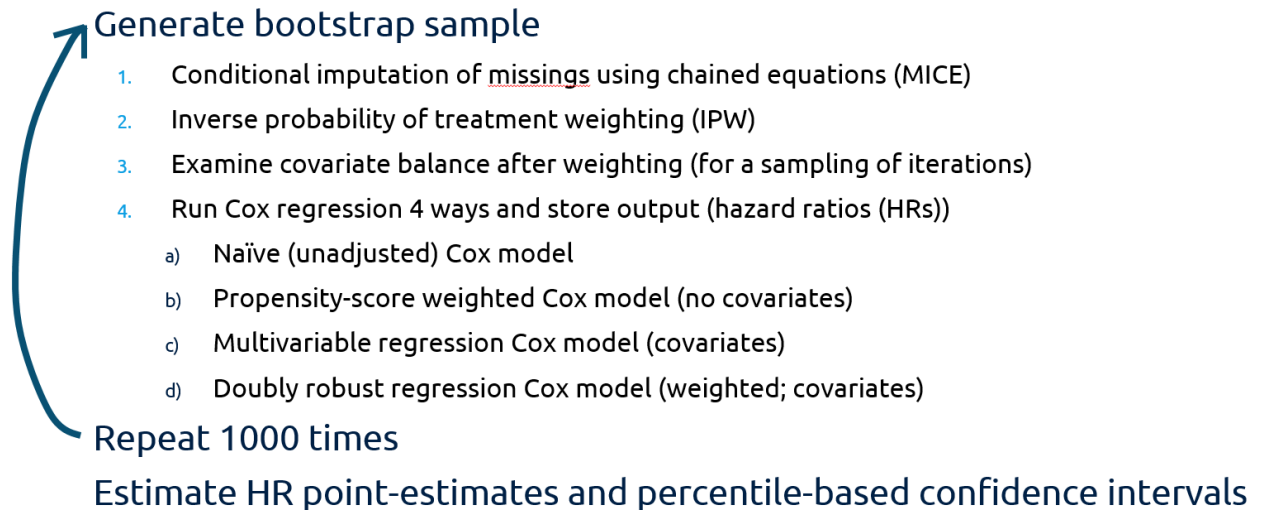 Generate bootstrap sample
1. Conditional imputation of missings using chained equations (MICE)
2. Inverse probability of treatment weighting (IPW)
3. Examine covariate balance after weighting (for a sampling of iterations)
4. Run Cox regression 4 ways and store output (hazard ratios (HRs))
a) Naïve (unadjusted) Cox model
b) Propensity-score weighted Cox model (no covariates)
c) Multivariable regression Cox model (covariates)
d) Doubly robust regression Cox model (weighted; covariates)
Repeat 1000 times
Estimate HR point-estimates and percentile-based confidence intervals